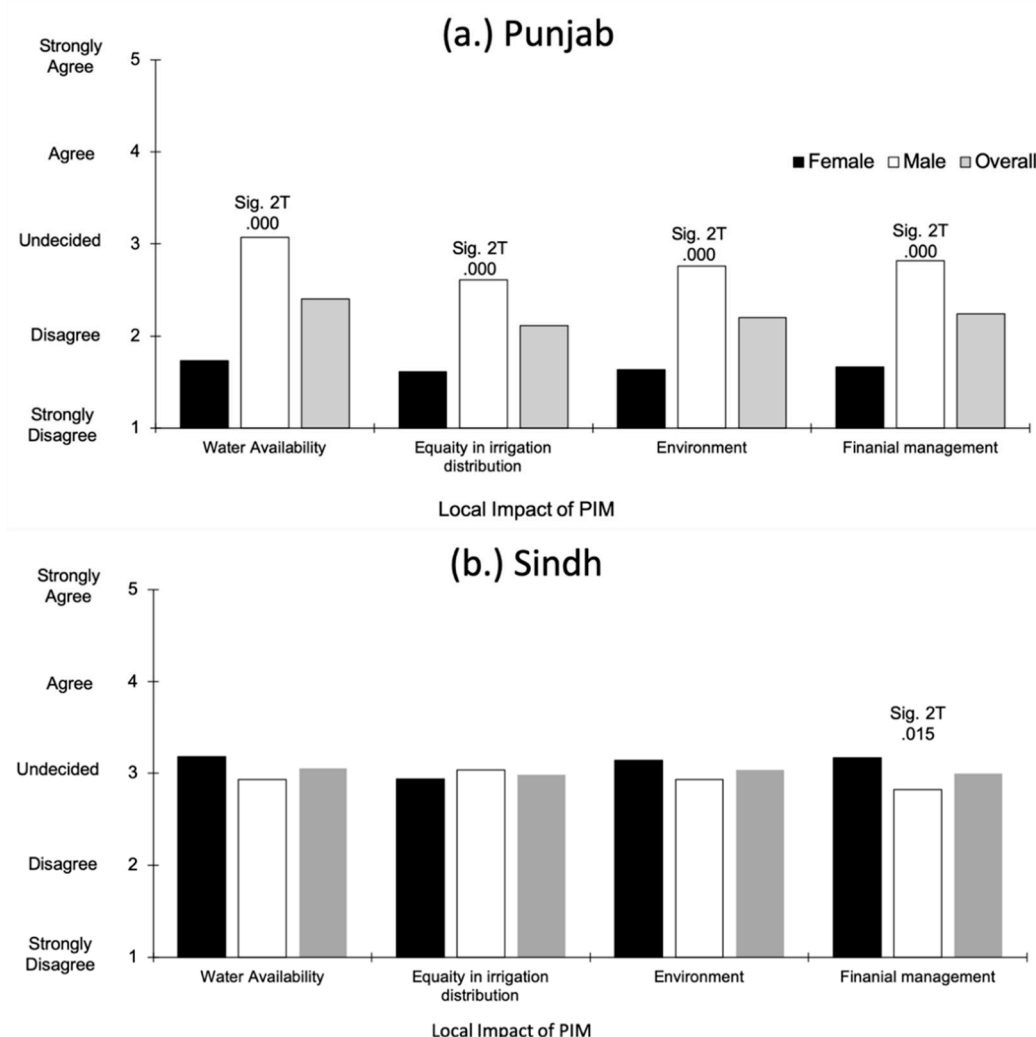 (a.) Punjab
Strongly
Agree
5
Agree
4
Female Male Overall
Sig. 2T
.000
Undecided
3
Sig. 2T
.000
Sig. 2T
.000
Sig. 2T
.000
Disagree
2
Strongly
Disagree
1
Water Availability
Equity in irrigation
distribution
Environment
Finanial management
Local Impact of PIM
(b.) Sindh
Strongly
Agree
5
Agree
4
Sig. 2T
.015
Undecided
3
Disagree
2
Strongly
Disagree
1
Water Availability
Equity in irrigation
distribution
Environment
Finanial management
Local Impact of PIM